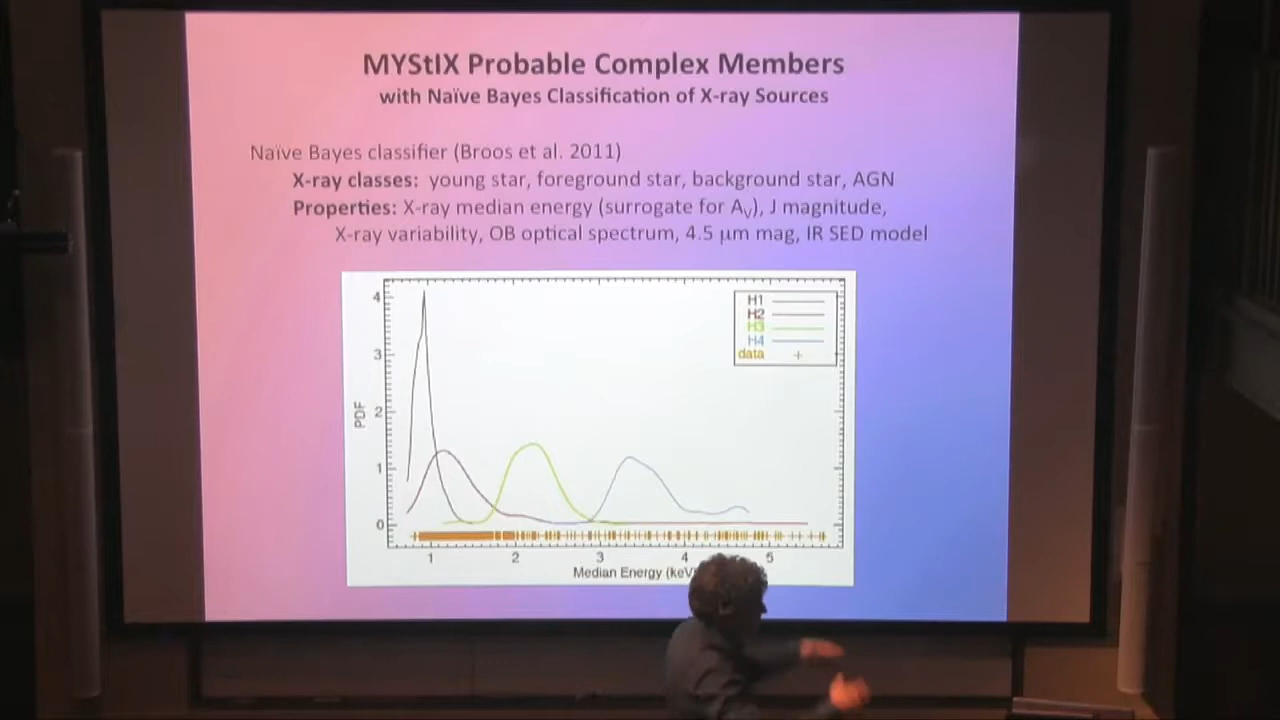 MYStIX Probable Complex Members
with Naïve Bayes Classification of X-ray Sources
Naïve Bayes classifier (Broos et al. 2011)
X-ray classes: young star, foreground star, background star, AGN
Properties: X-ray median energy (surrogate for AV), J magnitude,
X-ray variability, OB optical spectrum, 4.5 μm mag, IR SED model
4
3
2
1
0
PDF
H1
H2
H3
H4
data
1 2 3 4 5
Median Energy (keV